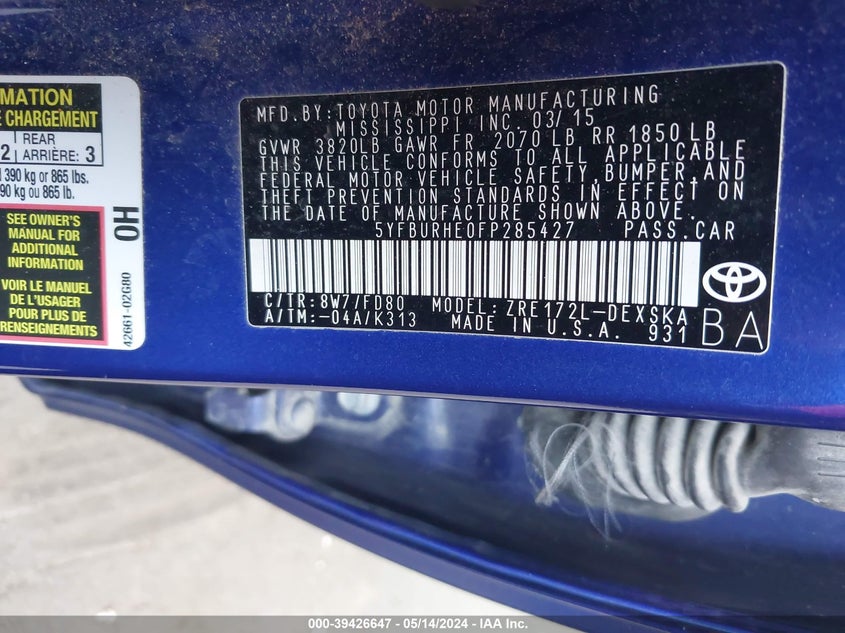 MATION
E CHARGEMENT
REAR
2 ARRIÈRE: 3
390 kg or 865 lbs.
90 kg ou 865 lb.
SEE OWNER'S
MANUAL FOR
ADDITIONAL
INFORMATION
VOIR LE MANUEL
DE L'USAGER
POUR PLUS DE
RENSEIGNEMENTS
0H
42661-02G80
MFD.BY:TOYOTA MOTOR MANUFACTURING
MISSISSIPPI INC. 03/15
GVWR 3820LB GAWR FR 2070 LB RR 1850 LB
THIS VEHICLE CONFORMS TO ALL APPLICABLE
FEDERAL MOTOR VEHICLE SAFETY,BUMPER,AND
THEFT PREVENTION STANDARDS IN EFFECT ON
THE DATE OF MANUFACTURE SHOWN ABOVE.
5YFBURHE0FP285427 PASS.CAR
C/TR:8W7/FD80 MODEL:ZRE172L-DEXSKA
A/TM:-04A/K313 MADE IN U.S.A. 931
BA
000-39426647 - 05/14/2024 - IAA Inc.